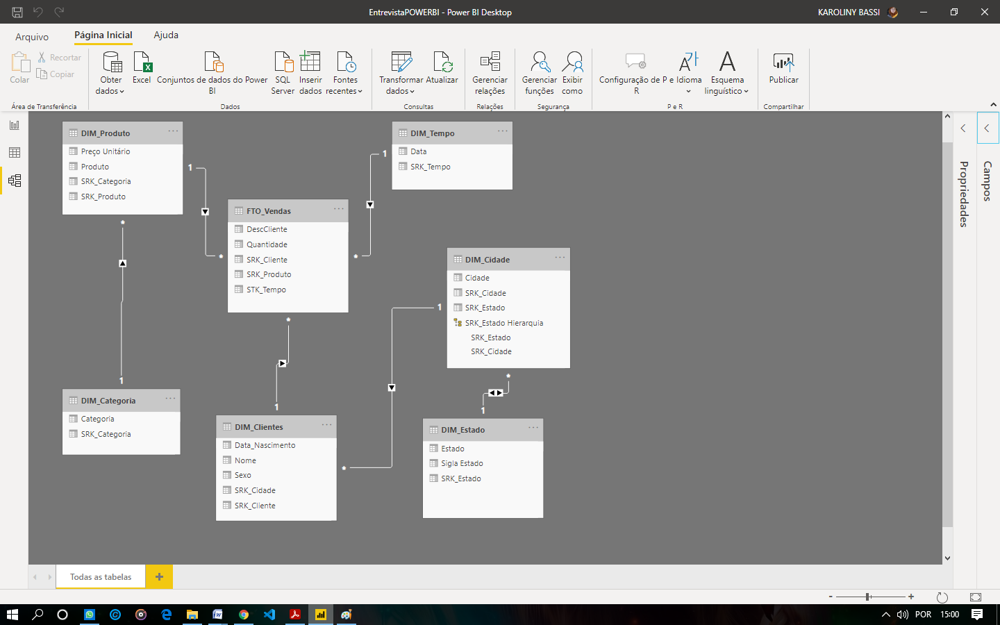 EntrevistaPOWERBI - Power BI Desktop
KAROLINY BASSI
Arquivo
Página Inicial
Ajuda
Colar
Recortar
Copiar
Área de Transferência
Obter
dados
Excel
Conjuntos de dados do Power
BI
SQL
Server
Inserir
dados
Fontes
recentes
Dados
Transformar
dados
Atualizar
Consultas
Gerenciar
relações
Relações
Gerenciar
funções
Exibir
como
Segurança
Configuração de P e
R
Idioma
Esquema
linguístico
P e R
Publicar
Compartilhar
DIM_Produto
Preço Unitário
Produto
SRK_Categoria
SRK_Produto
1
*
DIM_Tempo
Data
SRK_Tempo
1
*
FTO_Vendas
DescCliente
Quantidade
SRK_Cliente
SRK_Produto
STK_Tempo
*
1
DIM_Cidade
Cidade
SRK_Cidade
SRK_Estado
SRK_Estado Hierarquia
SRK_Estado
SRK_Cidade
1
*
*
1
*
1
DIM_Categoria
Categoria
SRK_Categoria
DIM_Clientes
Data_Nascimento
Nome
Sexo
SRK_Cidade
SRK_Cliente
DIM_Estado
Estado
Sigla Estado
SRK_Estado
Propriedades
Campos
Todas as tabelas
+
-
+
POR
15:00